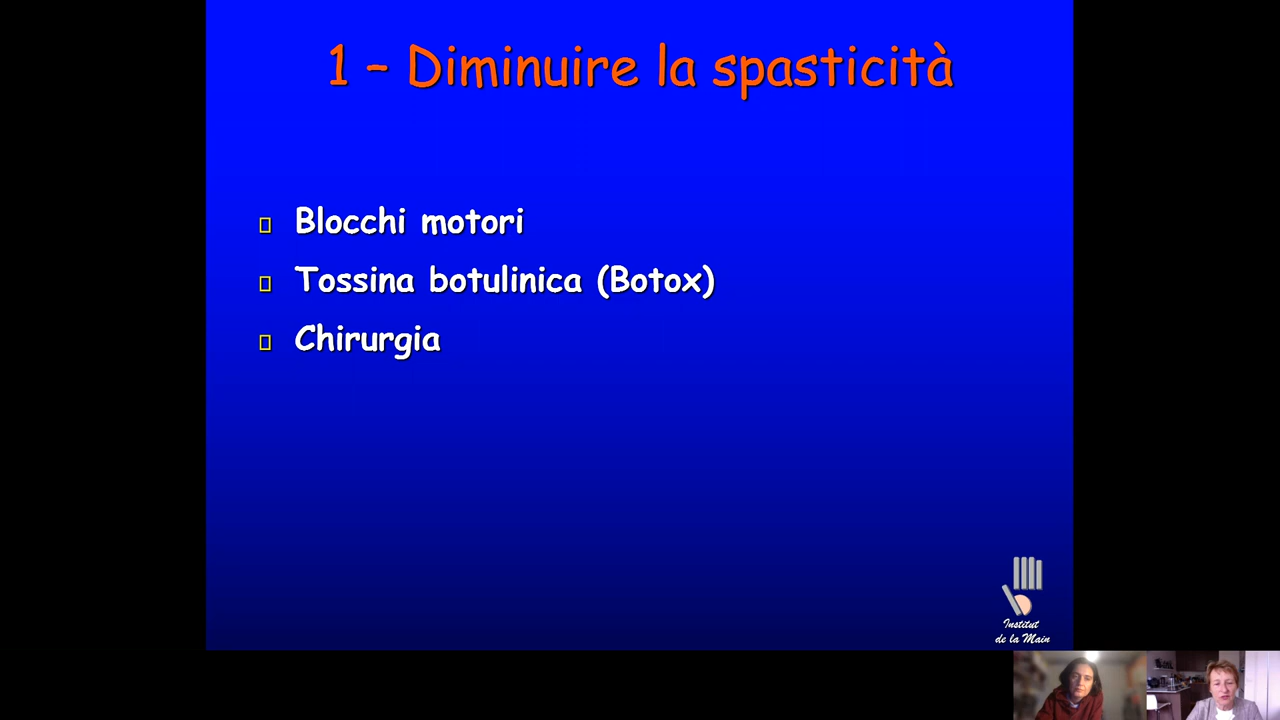 1 – Diminuire la spasticità
Blocchi motori
Tossina botulinica (Botox)
Chirurgia
Institut
de la Main